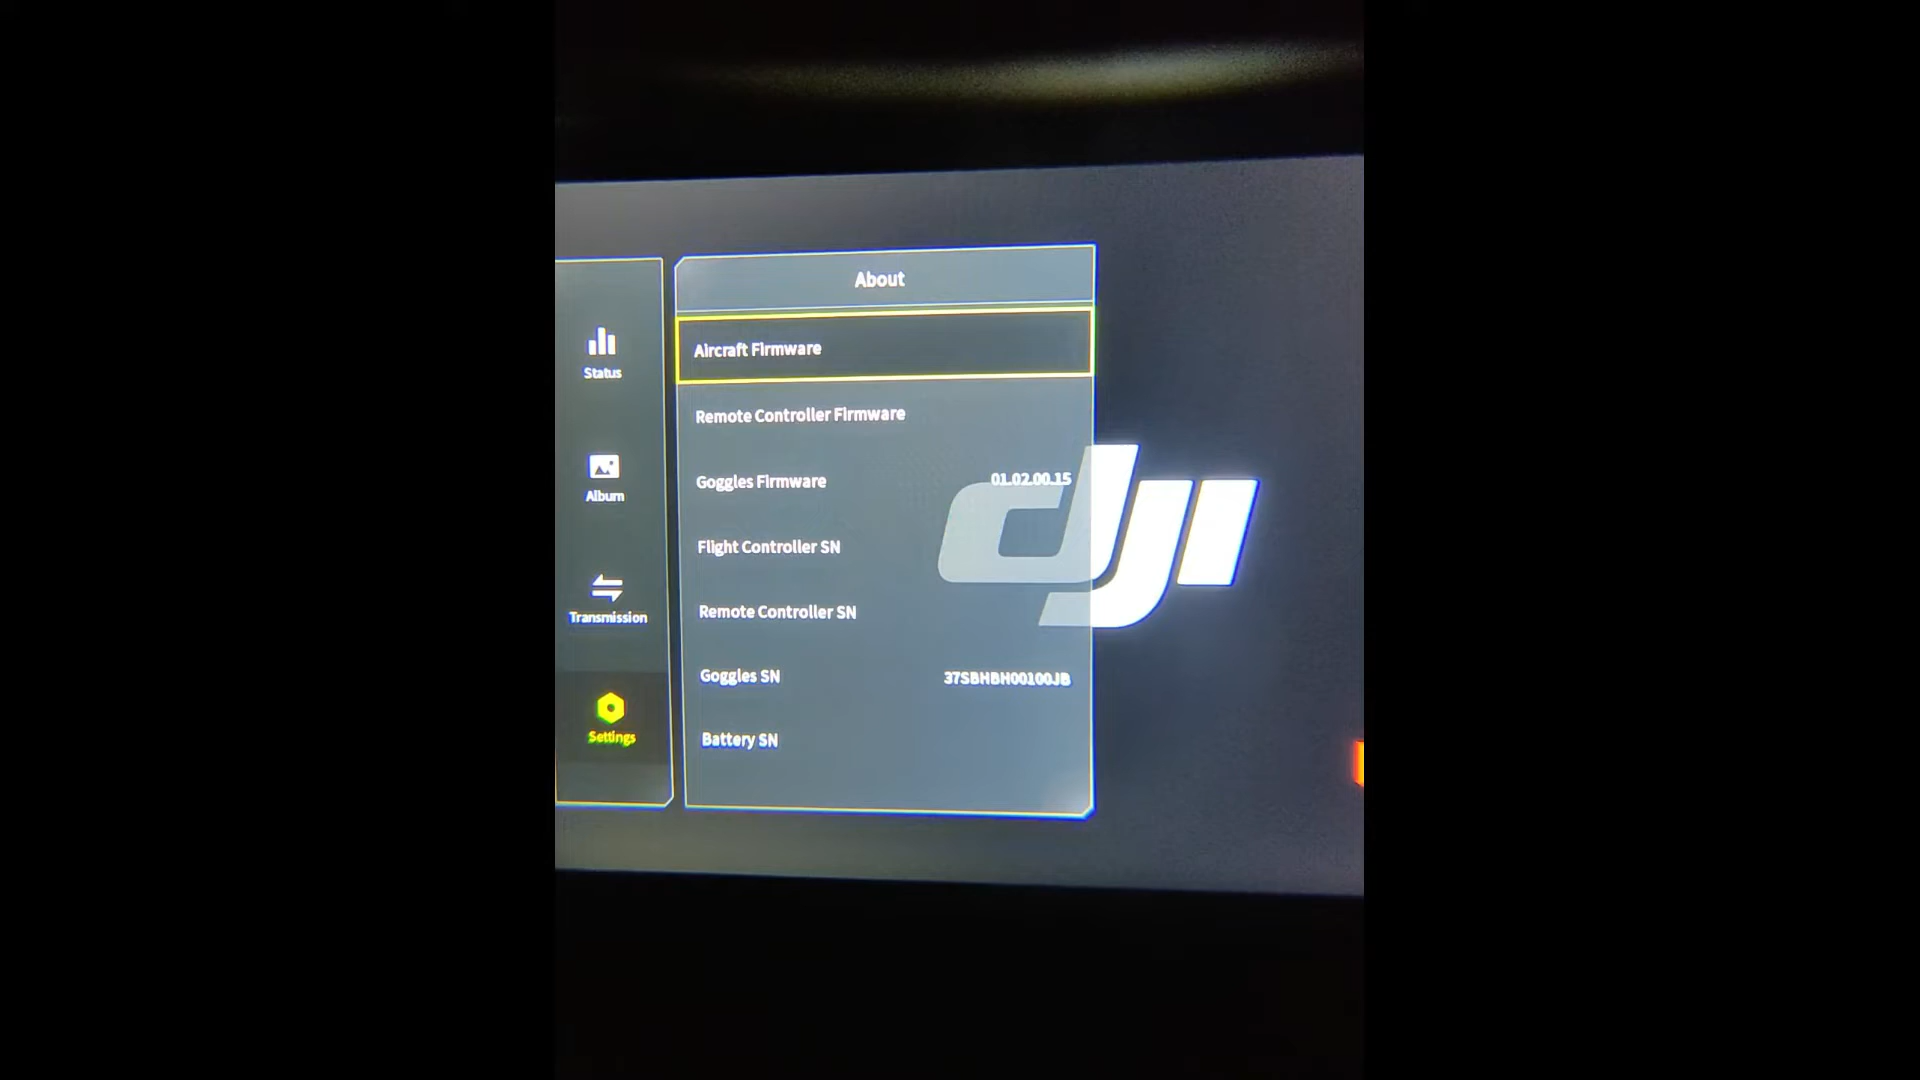 About
Aircraft Firmware
Remote Controller Firmware
Goggles Firmware 01.02.00.15
Flight Controller SN
Remote Controller SN
Goggles SN 37SBHBH00100JB
Battery SN
Status
Album
Transmission
Settings
dji